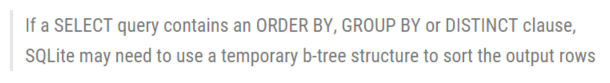 If a SELECT query contains an ORDER BY, GROUP BY or DISTINCT clause,
SQLite may need to use a temporary b-tree structure to sort the output rows